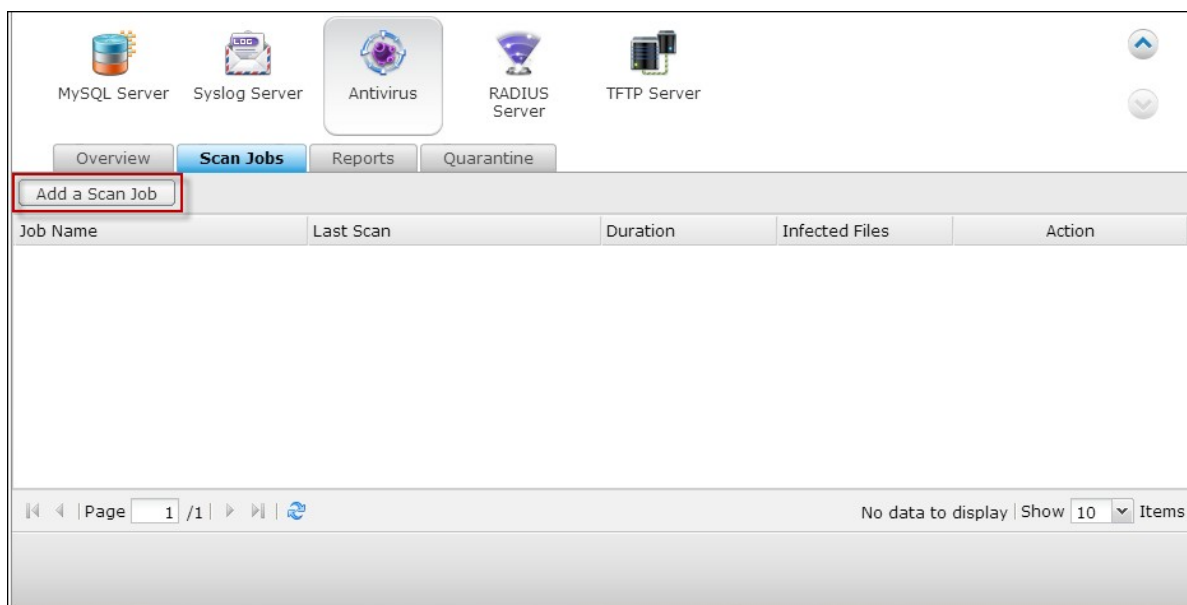 LOG
MySQL Server
Syslog Server
Antivirus
RADIUS Server
TFTP Server
Overview
Scan Jobs
Reports
Quarantine
Add a Scan Job
Job Name
Last Scan
Duration
Infected Files
Action
Page 1 /1
No data to display
Show 10 Items